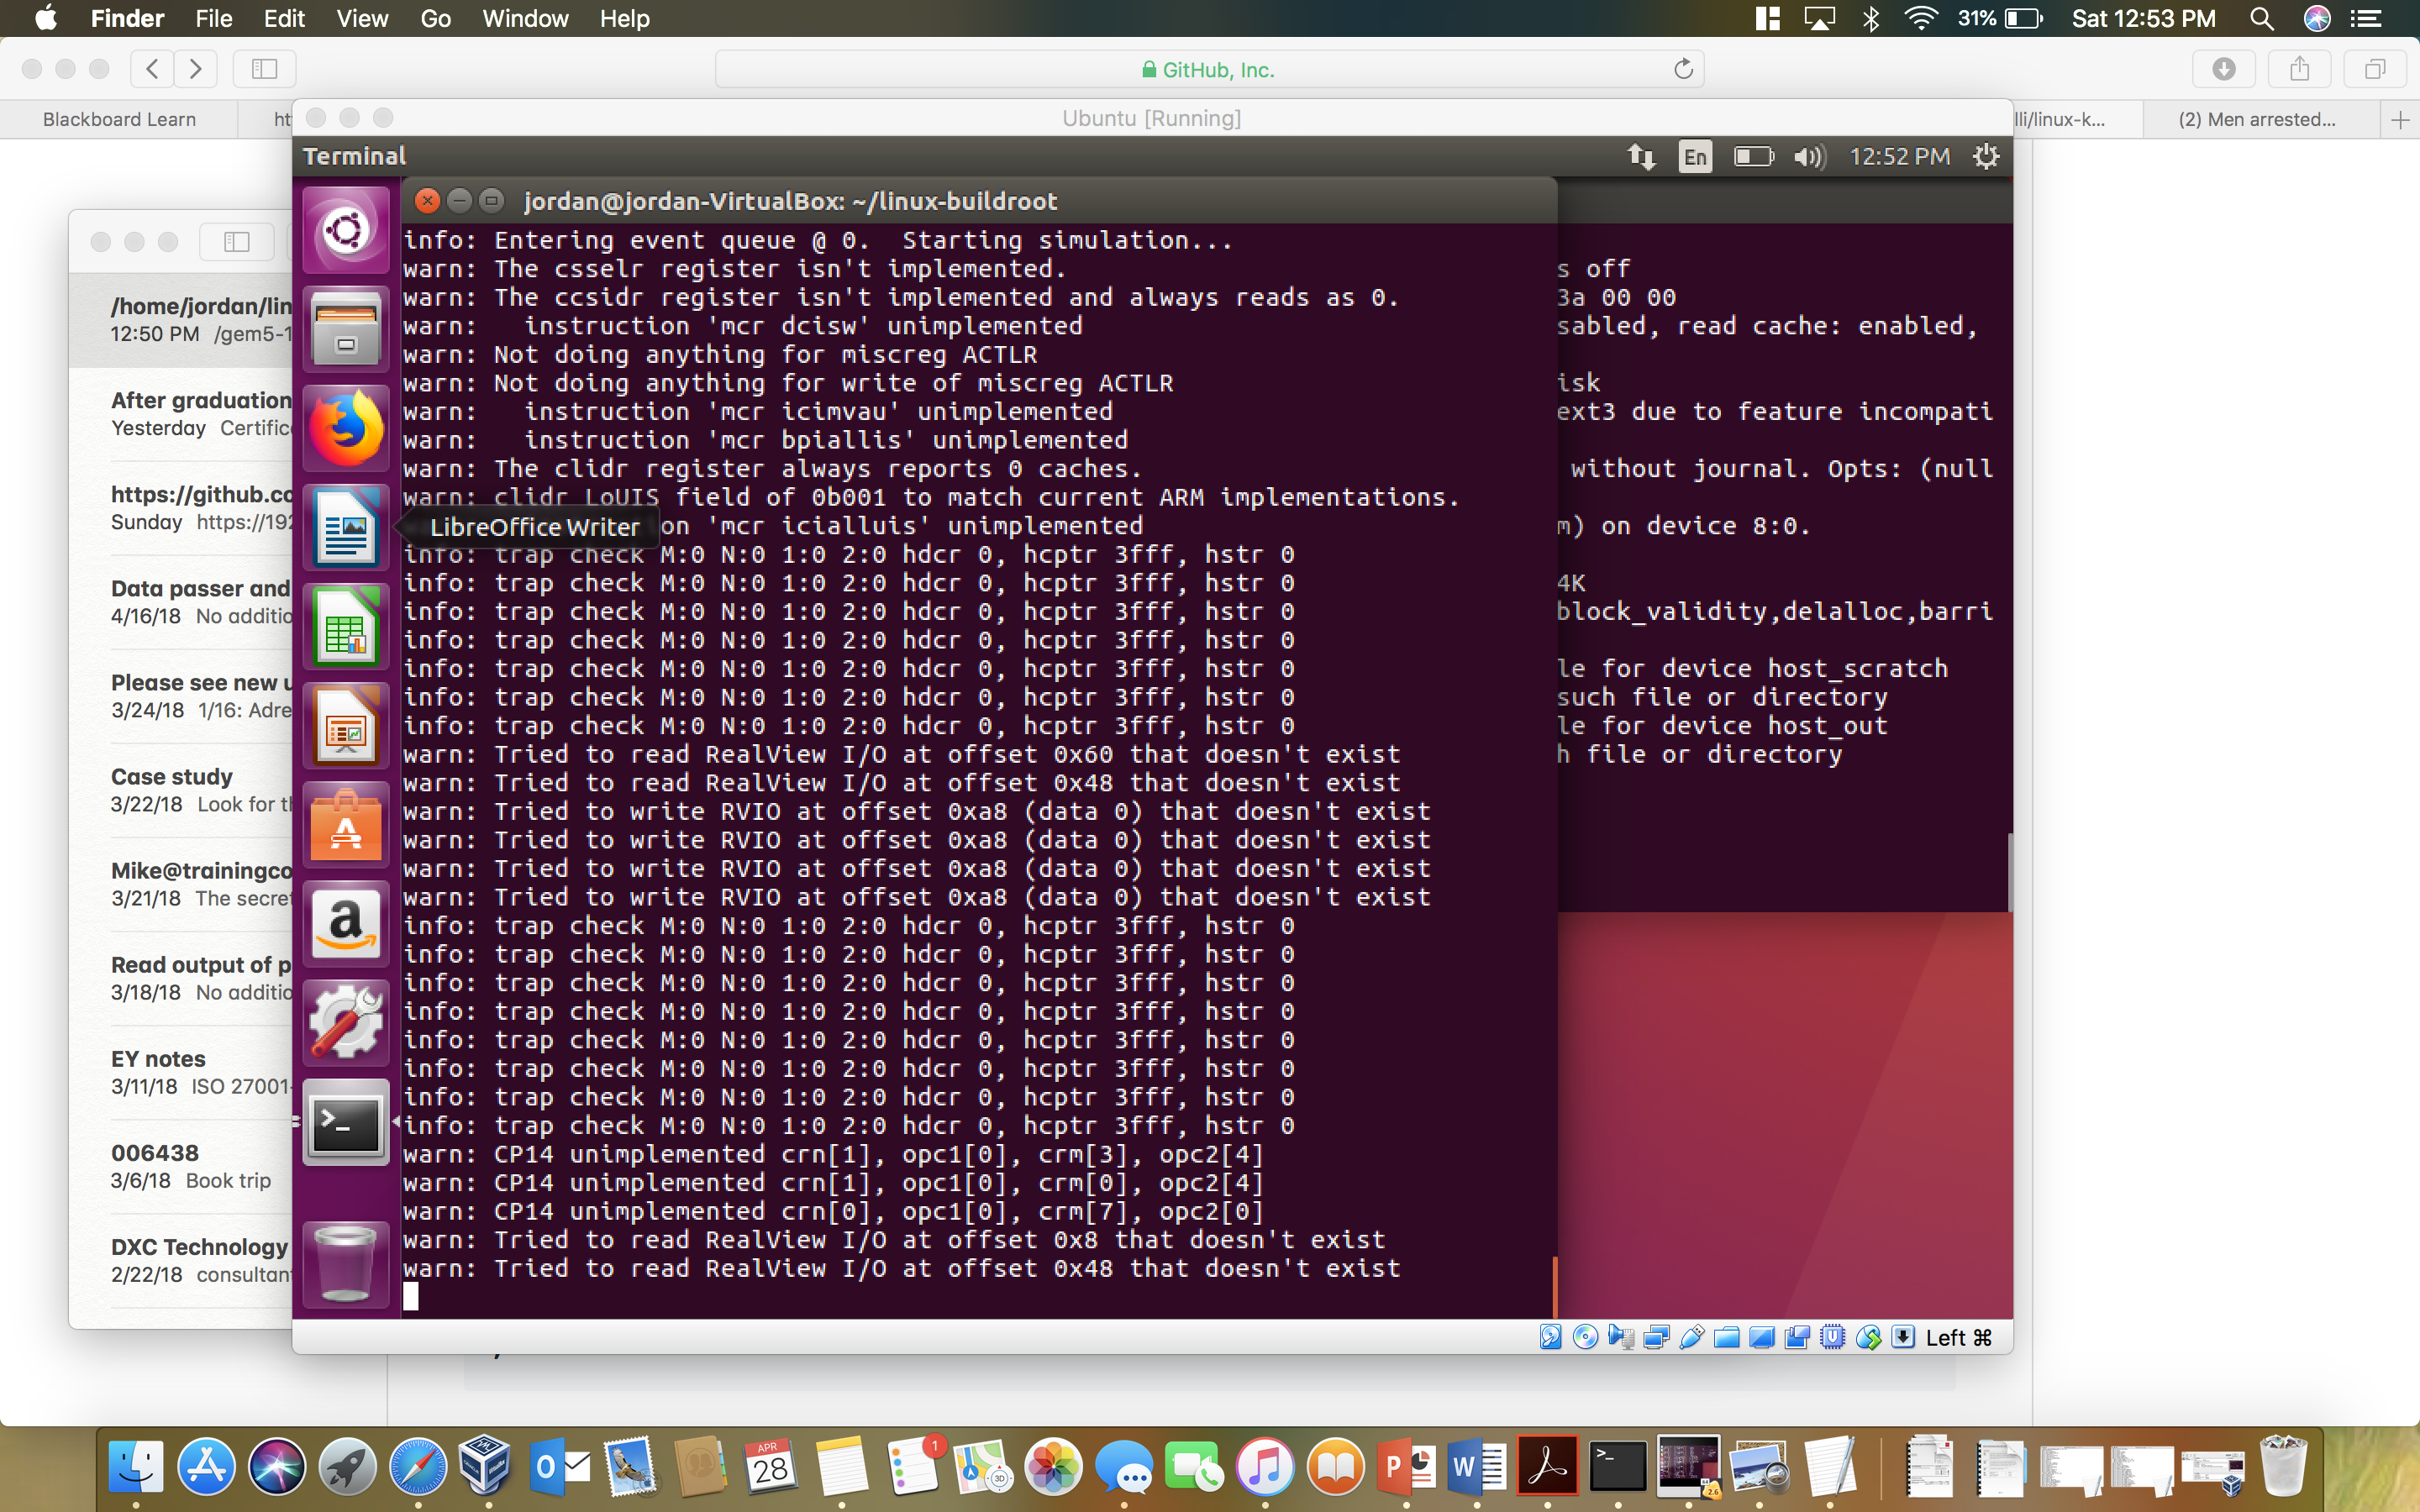 Finder File Edit View Go Window Help
31% Sat 12:53 PM
GitHub, Inc.
Blackboard Learn
lli/linux-k...
(2) Men arrested...
Ubuntu [Running]
Terminal
En 12:52 PM
jordan@jordan-VirtualBox: ~/linux-buildroot
/home/jordan/lin
12:50 PM /gem5-1
After graduation
Yesterday Certific
https://github.co
Sunday https://192
Data passer and
4/16/18 No additio
Please see new u
3/24/18 1/16: Adre
Case study
3/22/18 Look for th
Mike@trainingco
3/21/18 The secret
Read output of p
3/18/18 No additio
EY notes
3/11/18 ISO 27001-
006438
3/6/18 Book trip
DXC Technology
2/22/18 consultant
info: Entering event queue @ 0.  Starting simulation...
warn: The csselr register isn't implemented.
warn: The ccsidr register isn't implemented and always reads as 0.
warn:   instruction 'mcr dcisw' unimplemented
warn: Not doing anything for miscreg ACTLR
warn: Not doing anything for write of miscreg ACTLR
warn:   instruction 'mcr icimvau' unimplemented
warn:   instruction 'mcr bpiallis' unimplemented
warn: The clidr register always reports 0 caches.
warn: clidr LoUIS field of 0b001 to match current ARM implementations.
LibreOffice Writer
on 'mcr icialluis' unimplemented
info: trap check M:0 N:0 1:0 2:0 hdcr 0, hcptr 3fff, hstr 0
info: trap check M:0 N:0 1:0 2:0 hdcr 0, hcptr 3fff, hstr 0
info: trap check M:0 N:0 1:0 2:0 hdcr 0, hcptr 3fff, hstr 0
info: trap check M:0 N:0 1:0 2:0 hdcr 0, hcptr 3fff, hstr 0
info: trap check M:0 N:0 1:0 2:0 hdcr 0, hcptr 3fff, hstr 0
info: trap check M:0 N:0 1:0 2:0 hdcr 0, hcptr 3fff, hstr 0
info: trap check M:0 N:0 1:0 2:0 hdcr 0, hcptr 3fff, hstr 0
warn: Tried to read RealView I/O at offset 0x60 that doesn't exist
warn: Tried to read RealView I/O at offset 0x48 that doesn't exist
warn: Tried to write RVIO at offset 0xa8 (data 0) that doesn't exist
warn: Tried to write RVIO at offset 0xa8 (data 0) that doesn't exist
warn: Tried to write RVIO at offset 0xa8 (data 0) that doesn't exist
warn: Tried to write RVIO at offset 0xa8 (data 0) that doesn't exist
info: trap check M:0 N:0 1:0 2:0 hdcr 0, hcptr 3fff, hstr 0
info: trap check M:0 N:0 1:0 2:0 hdcr 0, hcptr 3fff, hstr 0
info: trap check M:0 N:0 1:0 2:0 hdcr 0, hcptr 3fff, hstr 0
info: trap check M:0 N:0 1:0 2:0 hdcr 0, hcptr 3fff, hstr 0
info: trap check M:0 N:0 1:0 2:0 hdcr 0, hcptr 3fff, hstr 0
info: trap check M:0 N:0 1:0 2:0 hdcr 0, hcptr 3fff, hstr 0
info: trap check M:0 N:0 1:0 2:0 hdcr 0, hcptr 3fff, hstr 0
info: trap check M:0 N:0 1:0 2:0 hdcr 0, hcptr 3fff, hstr 0
warn: CP14 unimplemented crn[1], opc1[0], crm[3], opc2[4]
warn: CP14 unimplemented crn[1], opc1[0], crm[0], opc2[4]
warn: CP14 unimplemented crn[0], opc1[0], crm[7], opc2[0]
warn: Tried to read RealView I/O at offset 0x8 that doesn't exist
warn: Tried to read RealView I/O at offset 0x48 that doesn't exist
s off
3a 00 00
sabled, read cache: enabled,
isk
ext3 due to feature incompati
without journal. Opts: (null
m) on device 8:0.
4K
block_validity,delalloc,barri
le for device host_scratch
such file or directory
le for device host_out
h file or directory
Left ⌘
APR
28
1
3D